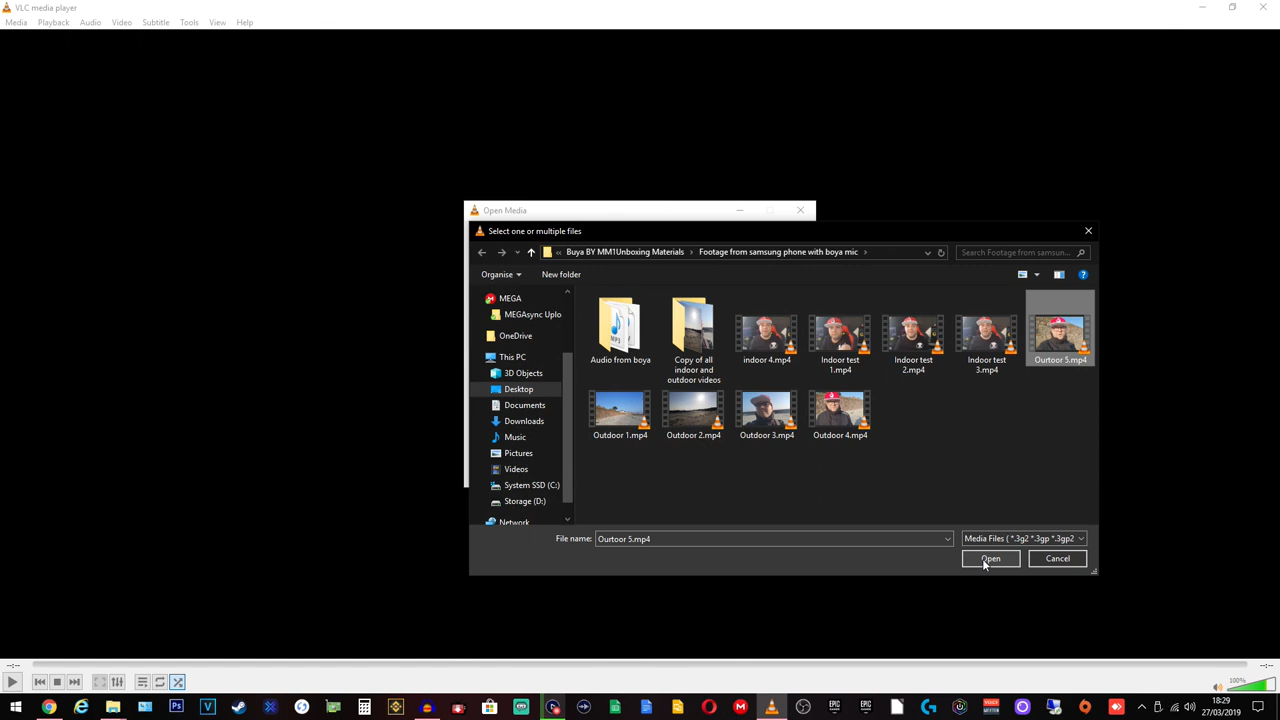 VLC media player
Media Playback Audio Video Subtitle Tools View Help
Open Media
Select one or multiple files
« Buya BY MM1Unboxing Materials > Footage from samsung phone with boya mic >
Search Footage from samsun...
Organise New folder
MEGA
MEGAsync Uplo
OneDrive
This PC
3D Objects
Desktop
Documents
Downloads
Music
Pictures
Videos
System SSD (C:)
Storage (D:)
Network
MP3
Audio from boya
Copy of all
indoor and
outdoor videos
indoor 4.mp4
Indoor test
1.mp4
Indoor test
2.mp4
Indoor test
3.mp4
Ourtoor 5.mp4
Outdoor 1.mp4
Outdoor 2.mp4
Outdoor 3.mp4
Outdoor 4.mp4
File name: Ourtoor 5.mp4
Media Files ( *.3g2 *.3gp *.3gp2
Open Cancel
--:-- --:--
100%
18:29
27/03/2019